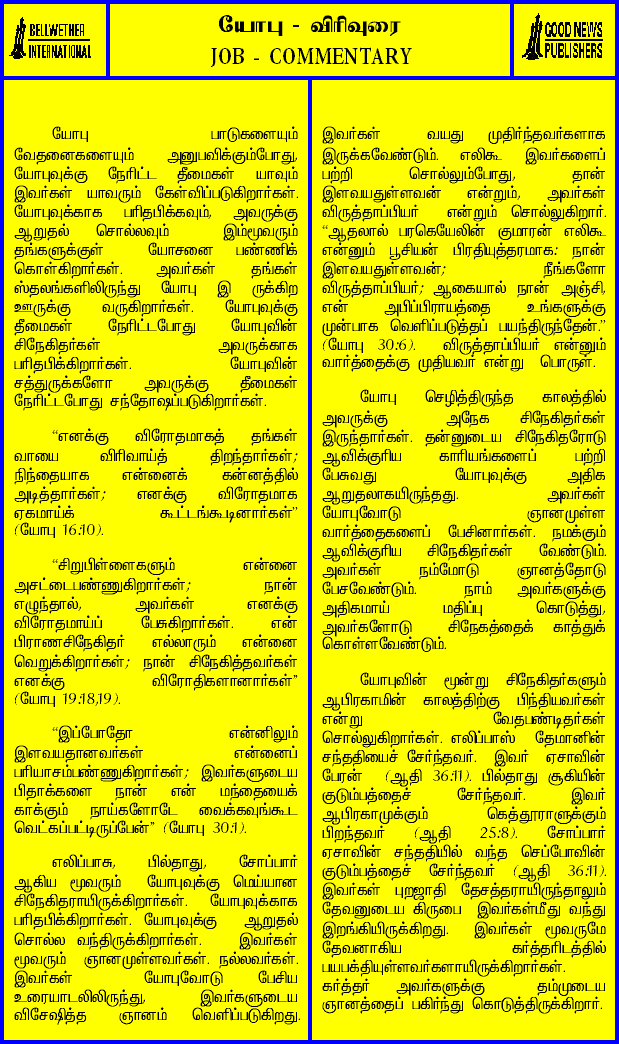 BELLWETHER
INTERNATIONAL
யோபு - விரிவுரை
JOB - COMMENTARY
GOOD NEWS
PUBLISHERS
யோபு பாடுகளையும்
வேதனைகளையும் அனுபவிக்கும்போது,
யோபுவுக்கு நேரிட்ட தீமைகள் யாவும்
இவர்கள் யாவரும் கேள்விப்படுகிறார்கள்.
யோபுவுக்காக பரிதபிக்கவும், அவருக்கு
ஆறுதல் சொல்லவும் இம்மூவரும்
தங்களுக்குள் யோசனை பண்ணிக்
கொள்கிறார்கள். அவர்கள் தங்கள்
ஸ்தலங்களிலிருந்து யோபு இ ருக்கிற
ஊருக்கு வருகிறார்கள். யோபுவுக்கு
தீமைகள் நேரிட்டபோது யோபுவின்
சிநேகிதர்கள் அவருக்காக
பரிதபிக்கிறார்கள். யோபுவின்
சத்துருக்களோ அவருக்கு தீமைகள்
நேரிட்டபோது சந்தோஷப்படுகிறார்கள்.
“எனக்கு விரோதமாகத் தங்கள்
வாயை விரிவாய்த் திறந்தார்கள்;
நிந்தையாக என்னைக் கன்னத்தில்
அடித்தார்கள்; எனக்கு விரோதமாக
ஏகமாய்க் கூட்டங்கூடினார்கள்”
(யோபு 16:10).
“சிறுபிள்ளைகளும் என்னை
அசட்டைபண்ணுகிறார்கள்; நான்
எழுந்தால், அவர்கள் எனக்கு
விரோதமாய்ப் பேசுகிறார்கள். என்
பிராணசிநேகிதர் எல்லாரும் என்னை
வெறுக்கிறார்கள்; நான் சிநேகித்தவர்கள்
எனக்கு விரோதிகளானார்கள்”
(யோபு 19:18,19).
“இப்போதோ என்னிலும்
இளவயதானவர்கள் என்னைப்
பரியாசம்பண்ணுகிறார்கள்; இவர்களுடைய
பிதாக்களை நான் என் மந்தையைக்
காக்கும் நாய்களோடே வைக்கவுங்கூட
வெட்கப்பட்டிருப்பேன்” (யோபு 30:1).
எலிப்பாசு, பில்தாது, சோப்பார்
ஆகிய மூவரும் யோபுவுக்கு மெய்யான
சிநேகிதராயிருக்கிறார்கள். யோபுவுக்காக
பரிதபிக்கிறார்கள். யோபுவுக்கு ஆறுதல்
சொல்ல வந்திருக்கிறார்கள். இவர்கள்
மூவரும் ஞானமுள்ளவர்கள். நல்லவர்கள்.
இவர்கள் யோபுவோடு பேசிய
உரையாடலிலிருந்து, இவர்களுடைய
விசேஷித்த ஞானம் வெளிப்படுகிறது.
இவர்கள் வயது முதிர்ந்தவர்களாக
இருக்கவேண்டும். எலிகூ இவர்களைப்
பற்றி சொல்லும்போது, தான்
இளவயதுள்ளவன் என்றும், அவர்கள்
விருத்தாப்பியர் என்றும் சொல்லுகிறார்.
“ஆதலால் பரகெயேலின் குமாரன் எலிகூ
என்னும் பூசியன் பிரதியுத்தரமாக: நான்
இளவயதுள்ளவன்; நீங்களோ
விருத்தாப்பியர்; ஆகையால் நான் அஞ்சி,
என் அபிப்பிராயத்தை உங்களுக்கு
முன்பாக வெளிப்படுத்தப் பயந்திருந்தேன்.”
(யோபு 30:6). விருத்தாப்பியர் என்னும்
வார்த்தைக்கு முதியவர் என்று பொருள்.
யோபு செழித்திருந்த காலத்தில்
அவருக்கு அநேக சிநேகிதர்கள்
இருந்தார்கள். தன்னுடைய சிநேகிதரோடு
ஆவிக்குரிய காரியங்களைப் பற்றி
பேசுவது யோபுவுக்கு அதிக
ஆறுதலாகயிருந்தது. அவர்கள்
யோபுவோடு ஞானமுள்ள
வார்த்தைகளைப் பேசினார்கள். நமக்கும்
ஆவிக்குரிய சிநேகிதர்கள் வேண்டும்.
அவர்கள் நம்மோடு ஞானத்தோடு
பேசவேண்டும். நாம் அவர்களுக்கு
அதிகமாய் மதிப்பு கொடுத்து,
அவர்களோடு சிநேகத்தைக் காத்துக்
கொள்ளவேண்டும்.
யோபுவின் மூன்று சிநேகிதர்களும்
ஆபிரகாமின் காலத்திற்கு பிந்தியவர்கள்
என்று வேதபண்டிதர்கள்
சொல்லுகிறார்கள். எலிப்பாஸ் தேமானின்
சந்ததியைச் சேர்ந்தவர். இவர் ஏசாவின்
பேரன் (ஆதி 36:11). பில்தாது சூகியின்
குடும்பத்தைச் சேர்ந்தவர். இவர்
ஆபிரகாமுக்கும் கெத்தூராளுக்கும்
பிறந்தவர் (ஆதி 25:8). சோப்பார்
ஏசாவின் சந்ததியில் வந்த செப்போவின்
குடும்பத்தைச் சேர்ந்தவர் (ஆதி 36:11).
இவர்கள் புறஜாதி தேசத்தராயிருந்தாலும்
தேவனுடைய கிருபை இவர்கள்மீது வந்து
இறங்கியிருக்கிறது. இவர்கள் மூவருமே
தேவனாகிய கர்த்தரிடத்தில்
பயபக்தியுள்ளவர்களாயிருக்கிறார்கள்.
கர்த்தர் அவர்களுக்கு தம்முடைய
ஞானத்தைப் பகிர்ந்து கொடுத்திருக்கிறார்.